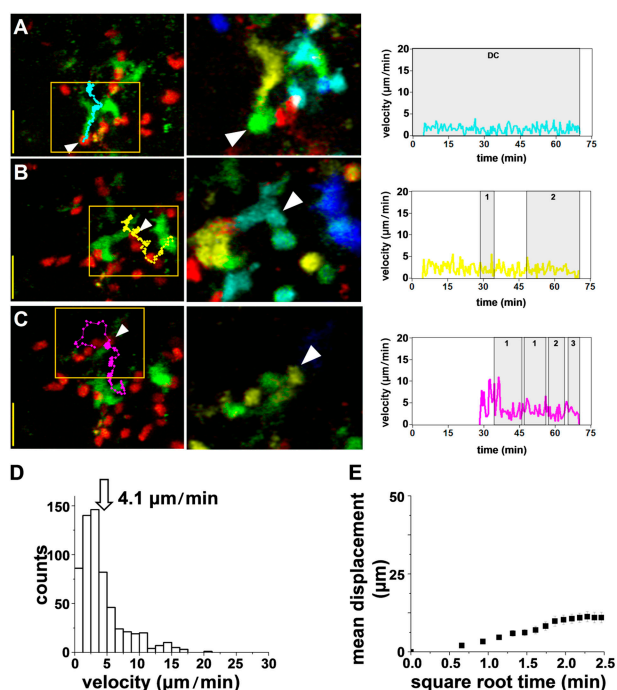 A
20
15
10
5
0
velocity (μm/min)
DC
0 15 30 45 60 75
time (min)
B
20
15
10
5
0
velocity (μm/min)
1 2
0 15 30 45 60 75
time (min)
C
20
15
10
5
0
velocity (μm/min)
1 1 2 3
0 15 30 45 60 75
time (min)
D
4.1 μm/min
150
100
50
0
counts
0 5 10 15 20 25 30
velocity (μm/min)
E
50
25
0
mean displacement
(μm)
0 0.5 1.0 1.5 2.0 2.5
square root time (min)